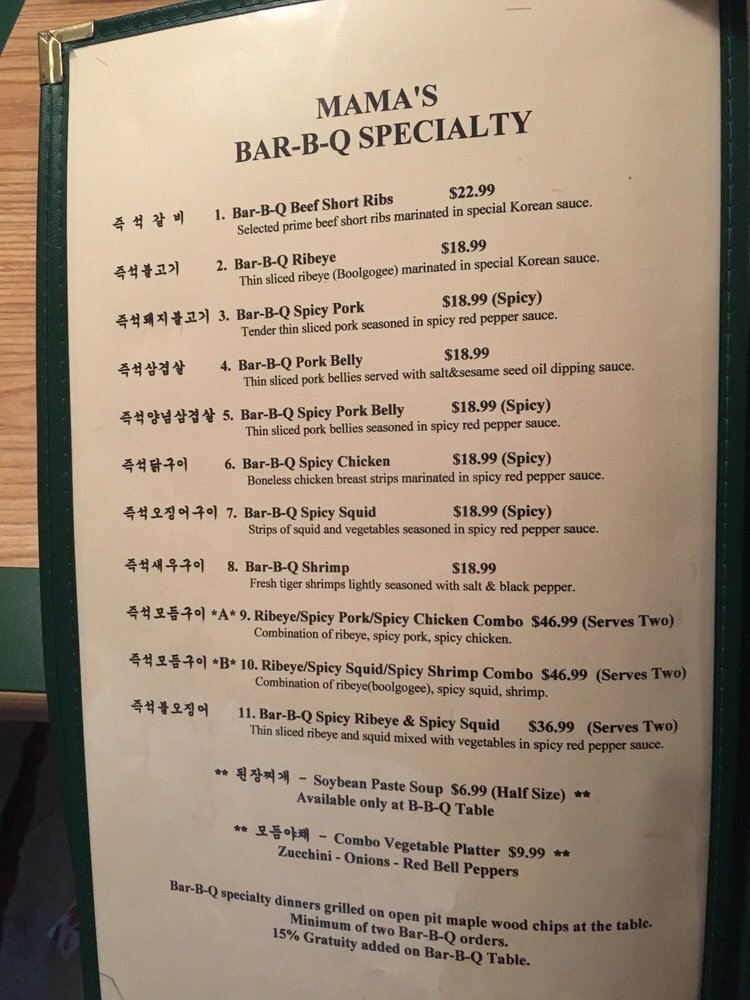 MAMA'S
BAR-B-Q SPECIALTY
즉석갈비 1. Bar-B-Q Beef Short Ribs $22.99
Selected prime beef short ribs marinated in special Korean sauce.
즉석불고기 2. Bar-B-Q Ribeye $18.99
Thin sliced ribeye (Boolgogee) marinated in special Korean sauce.
즉석돼지불고기 3. Bar-B-Q Spicy Pork $18.99 (Spicy)
Tender thin sliced pork seasoned in spicy red pepper sauce.
즉석삼겹살 4. Bar-B-Q Pork Belly $18.99
Thin sliced pork bellies served with salt&sesame seed oil dipping sauce.
즉석양념삼겹살 5. Bar-B-Q Spicy Pork Belly $18.99 (Spicy)
Thin sliced pork bellies seasoned in spicy red pepper sauce.
즉석닭구이 6. Bar-B-Q Spicy Chicken $18.99 (Spicy)
Boneless chicken breast strips marinated in spicy red pepper sauce.
즉석오징어구이 7. Bar-B-Q Spicy Squid $18.99 (Spicy)
Strips of squid and vegetables seasoned in spicy red pepper sauce.
즉석새우구이 8. Bar-B-Q Shrimp $18.99
Fresh tiger shrimps lightly seasoned with salt & black pepper.
즉석모듬구이 *A* 9. Ribeye/Spicy Pork/Spicy Chicken Combo $46.99 (Serves Two)
Combination of ribeye, spicy pork, spicy chicken.
즉석모듬구이 *B* 10. Ribeye/Spicy Squid/Spicy Shrimp Combo $46.99 (Serves Two)
Combination of ribeye(boolgogee), spicy squid, shrimp.
즉석불오징어 11. Bar-B-Q Spicy Ribeye & Spicy Squid $36.99 (Serves Two)
Thin sliced ribeye and squid mixed with vegetables in spicy red pepper sauce.
** 된장찌개 - Soybean Paste Soup $6.99 (Half Size) **
Available only at B-B-Q Table
** 모듬야채 - Combo Vegetable Platter $9.99 **
Zucchini - Onions - Red Bell Peppers
Bar-B-Q specialty dinners grilled on open pit maple wood chips at the table.
Minimum of two Bar-B-Q orders.
15% Gratuity added on Bar-B-Q Table.